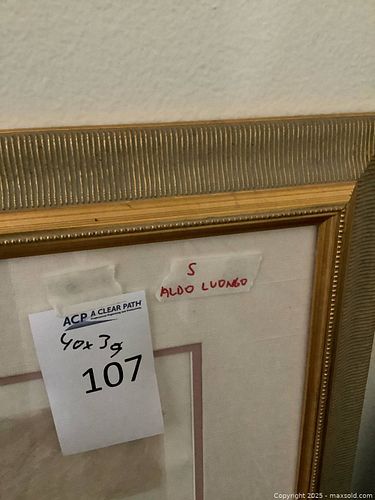 S
ALDO LUONGO
ACP A CLEAR PATH
40x39
107
Copyright © 2025 - maxsold.com